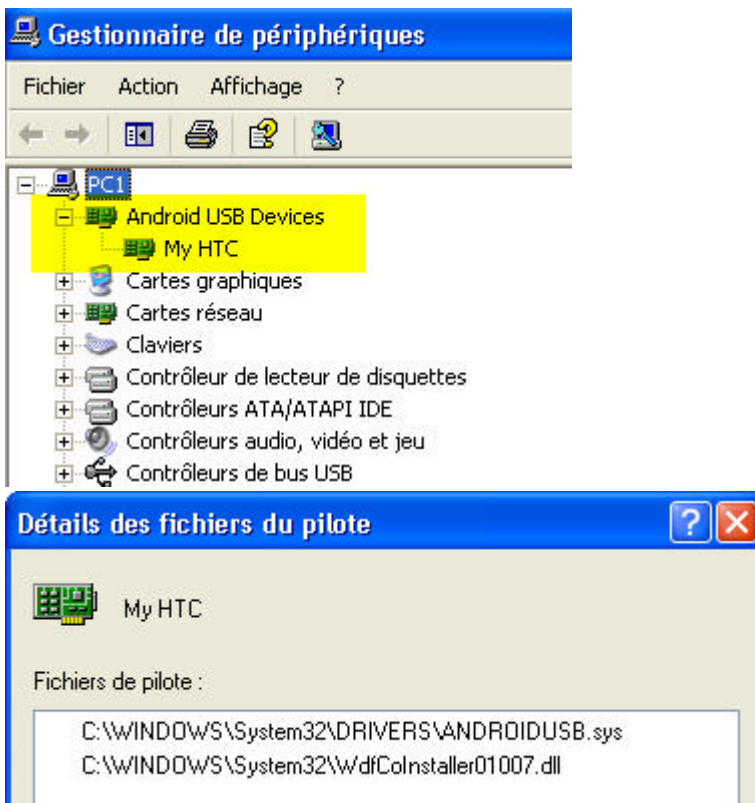 Gestionnaire de périphériques
Fichier Action Affichage ?
PC1
Android USB Devices
My HTC
Cartes graphiques
Cartes réseau
Claviers
Contrôleur de lecteur de disquettes
Contrôleurs ATA/ATAPI IDE
Contrôleurs audio, vidéo et jeu
Contrôleurs de bus USB
Détails des fichiers du pilote
My HTC
Fichiers de pilote :
C:\WINDOWS\System32\DRIVERS\ANDROIDUSB.sys
C:\WINDOWS\System32\WdfCoInstaller01007.dll